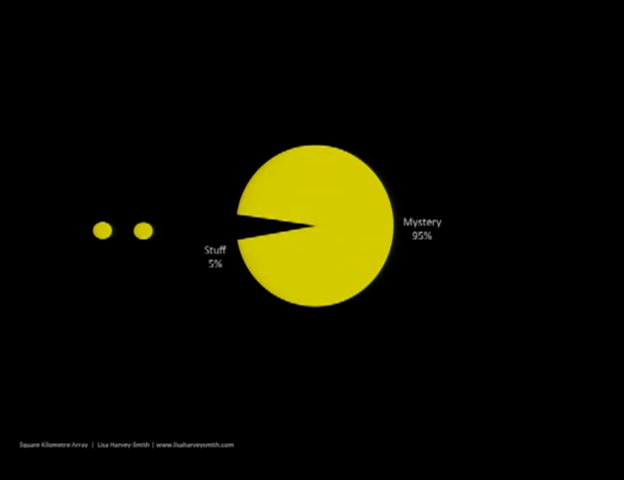 Mystery
95%
Stuff
5%
Square Kilometre Array | Lisa Harvey-Smith | www.lisaharveysmith.com